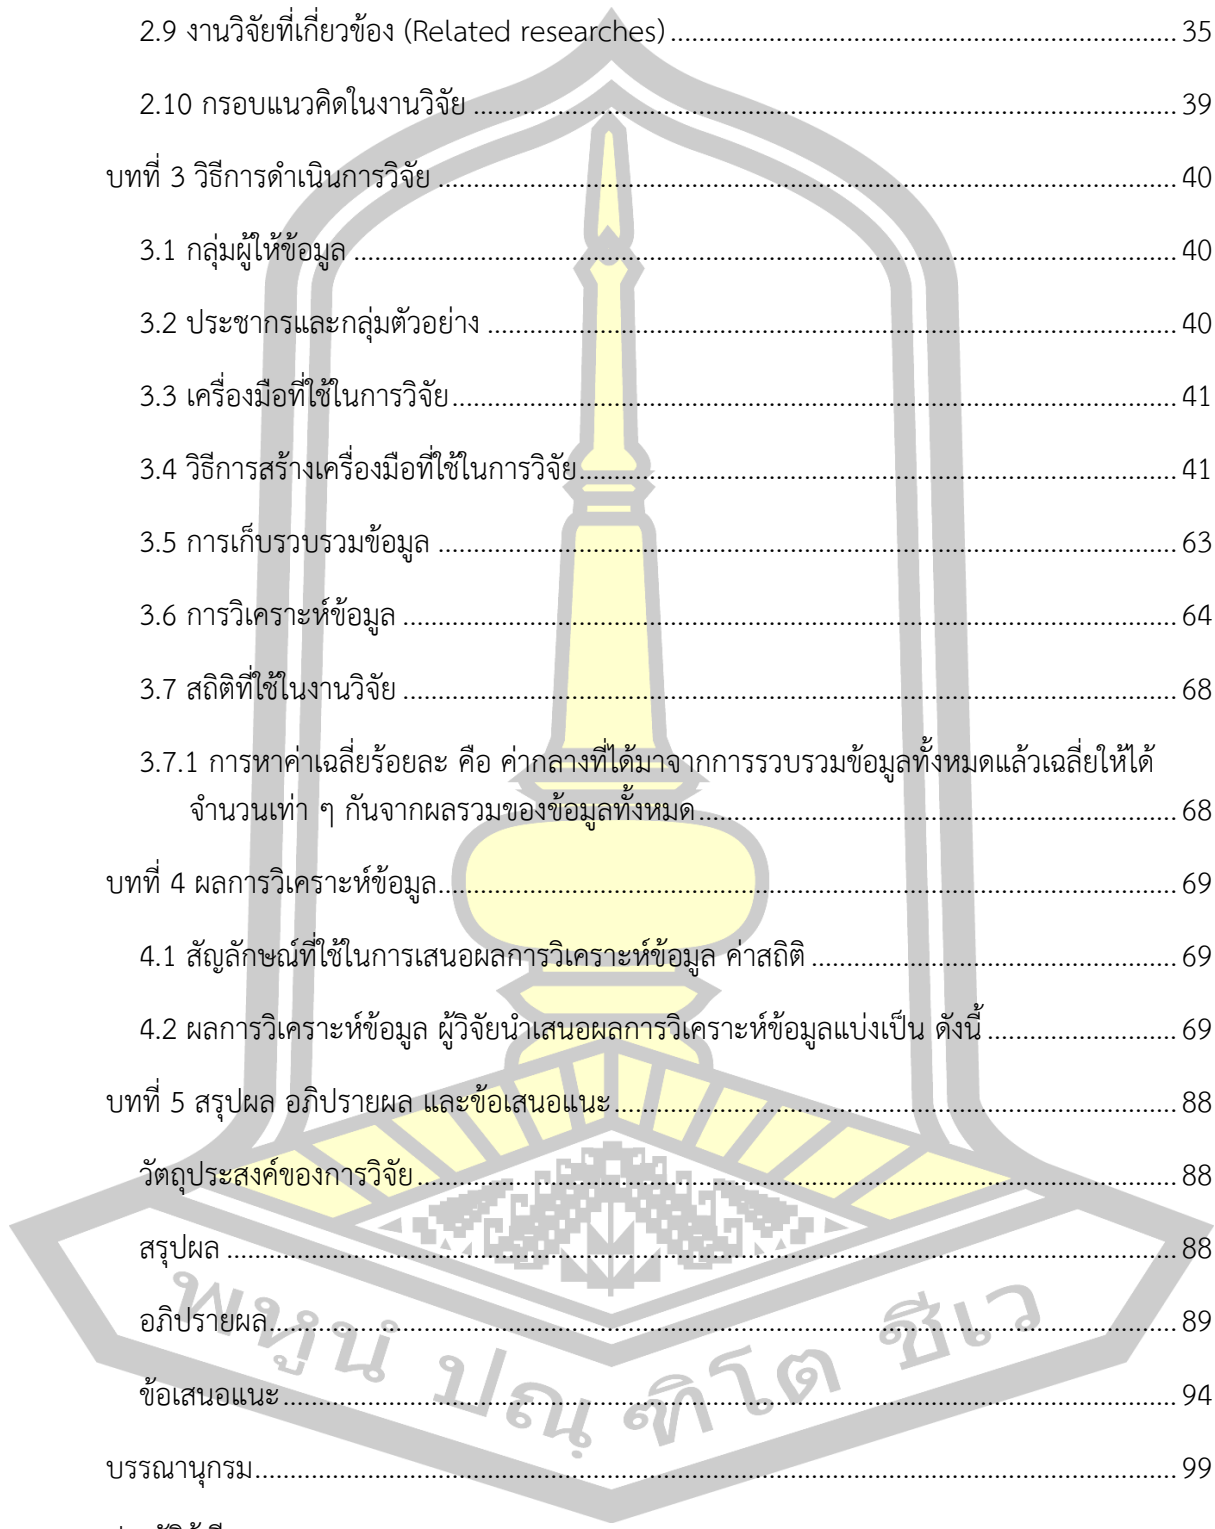 2.9 งานวิจัยที่เกี่ยวข้อง (Related researches) ........ 35
2.10 กรอบแนวคิดในงานวิจัย ........ 39
บทที่ 3 วิธีการดำเนินการวิจัย ........ 40
3.1 กลุ่มผู้ให้ข้อมูล ........ 40
3.2 ประชากรและกลุ่มตัวอย่าง ........ 40
3.3 เครื่องมือที่ใช้ในการวิจัย ........ 41
3.4 วิธีการสร้างเครื่องมือที่ใช้ในการวิจัย ........ 41
3.5 การเก็บรวบรวมข้อมูล ........ 63
3.6 การวิเคราะห์ข้อมูล ........ 64
3.7 สถิติที่ใช้ในงานวิจัย ........ 68
3.7.1 การหาค่าเฉลี่ยร้อยละ คือ ค่ากลางที่ได้มาจากการรวบรวมข้อมูลทั้งหมดแล้วเฉลี่ยให้ได้
จำนวนเท่า ๆ กันจากผลรวมของข้อมูลทั้งหมด ........ 68
บทที่ 4 ผลการวิเคราะห์ข้อมูล ........ 69
4.1 สัญลักษณ์ที่ใช้ในการเสนอผลการวิเคราะห์ข้อมูล ค่าสถิติ ........ 69
4.2 ผลการวิเคราะห์ข้อมูล ผู้วิจัยนำเสนอผลการวิเคราะห์ข้อมูลแบ่งเป็น ดังนี้ ........ 69
บทที่ 5 สรุปผล อภิปรายผล และข้อเสนอแนะ ........ 88
วัตถุประสงค์ของการวิจัย ........ 88
สรุปผล ........ 88
อภิปรายผล ........ 89
ข้อเสนอแนะ ........ 94
บรรณานุกรม ........ 99
พหูนํ ปณฺฑิโต ชีเว